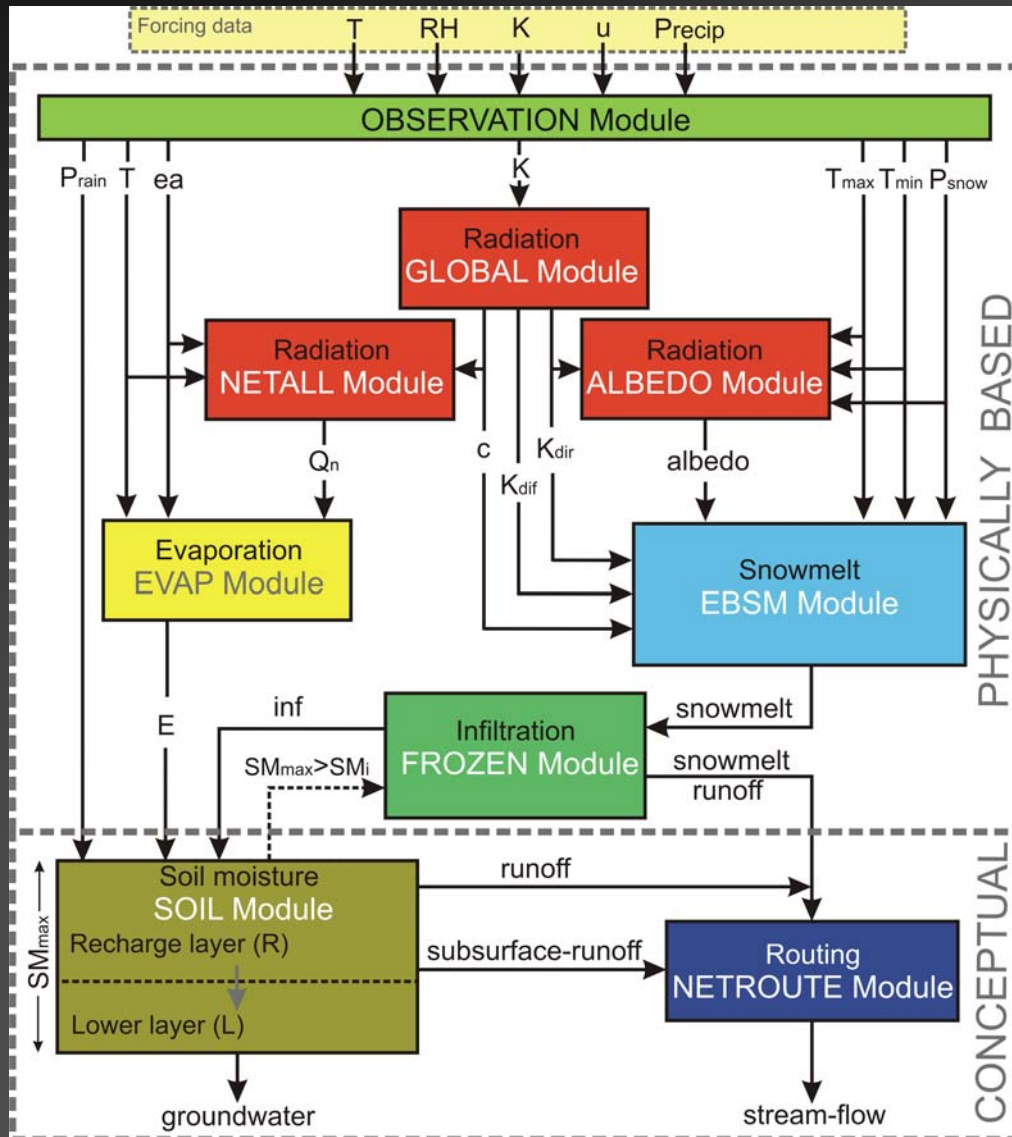 Forcing data
T RH K u Precip
OBSERVATION Module
Prain T ea
K
Tmax Tmin Psnow
Radiation
GLOBAL Module
Radiation
NETALL Module
Radiation
ALBEDO Module
Qn
c
Kdif
Kdir
albedo
Evaporation
EVAP Module
Snowmelt
EBSM Module
PHYSICALLY BASED
E
inf
SMmax>SMi
Infiltration
FROZEN Module
snowmelt
snowmelt
runoff
SMmax
Soil moisture
SOIL Module
Recharge layer (R)
Lower layer (L)
runoff
subsurface-runoff
Routing
NETROUTE Module
CONCEPTUAL
groundwater
stream-flow